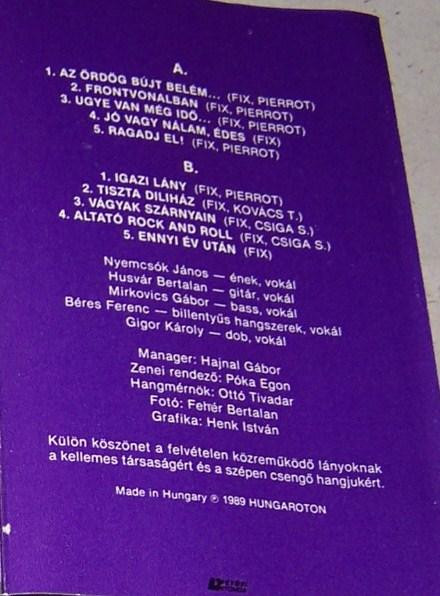 A.
1. AZ ÖRDÖG BÚJT BELÉM... (FIX, PIERROT)
2. FRONTVONALBAN (FIX, PIERROT)
3. UGYE VAN MÉG IDŐ... (FIX, PIERROT)
4. JÓ VAGY NÁLAM, ÉDES (FIX)
5. RAGADJ EL! (FIX, PIERROT)
B.
1. IGAZI LÁNY (FIX, PIERROT)
2. TISZTA DILIHÁZ (FIX, KOVÁCS T.)
3. VÁGYAK SZÁRNYAIN (FIX, CSIGA S.)
4. ALTATÓ ROCK AND ROLL (FIX, CSIGA S.)
5. ENNYI ÉV UTÁN (FIX)
Nyemcsók János — ének, vokál
Husvár Bertalan — gitár, vokál
Mirkovics Gábor — bass, vokál
Béres Ferenc — billentyűs hangszerek, vokál
Gigor Károly — dob, vokál
Manager: Hajnal Gábor
Zenei rendező: Póka Egon
Hangmérnök: Ottó Tivadar
Fotó: Fehér Bertalan
Grafika: Henk István
Külön köszönet a felvételen közreműködő lányoknak
a kellemes társaságért és a szépen csengő hangjukért.
Made in Hungary ℗ 1989 HUNGAROTON